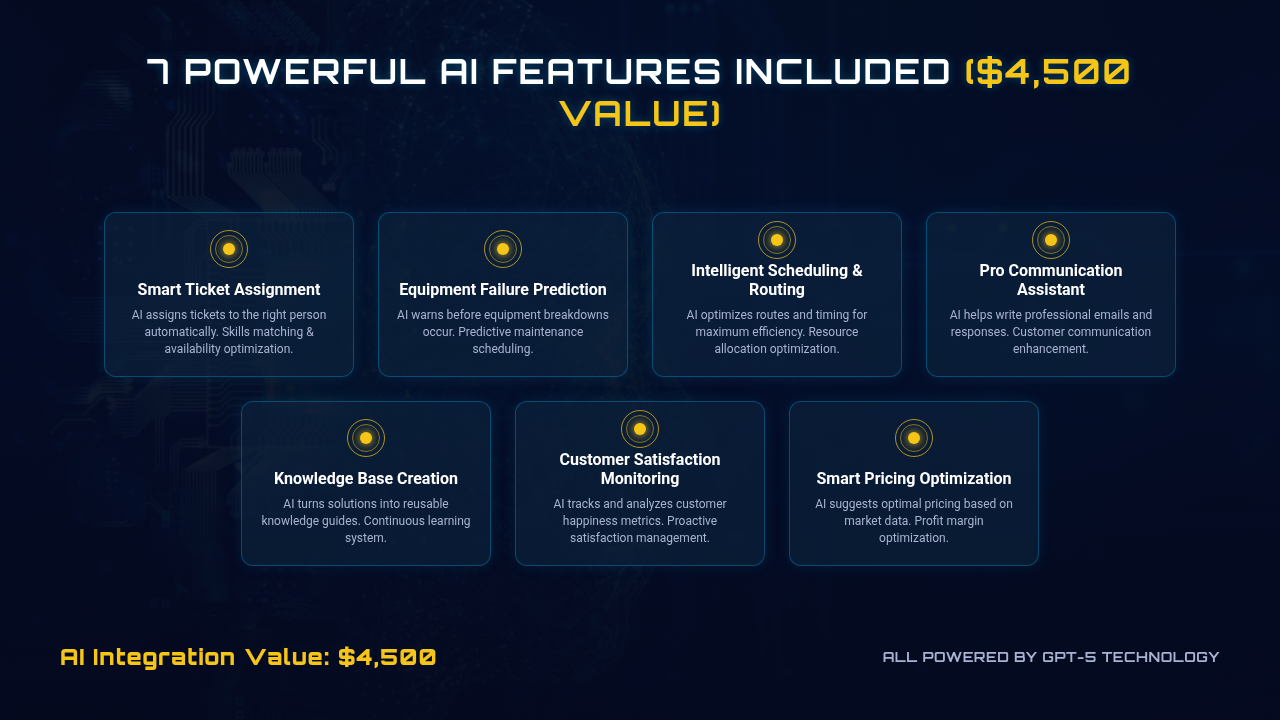 7 POWERFUL AI FEATURES INCLUDED ($4,500
VALUE)
Smart Ticket Assignment
AI assigns tickets to the right person
automatically. Skills matching &
availability optimization.
Equipment Failure Prediction
AI warns before equipment breakdowns
occur. Predictive maintenance
scheduling.
Intelligent Scheduling &
Routing
AI optimizes routes and timing for
maximum efficiency. Resource
allocation optimization.
Pro Communication
Assistant
AI helps write professional emails and
responses. Customer communication
enhancement.
Knowledge Base Creation
AI turns solutions into reusable
knowledge guides. Continuous learning
system.
Customer Satisfaction
Monitoring
AI tracks and analyzes customer
happiness metrics. Proactive
satisfaction management.
Smart Pricing Optimization
AI suggests optimal pricing based on
market data. Profit margin
optimization.
AI Integration Value: $4,500
ALL POWERED BY GPT-5 TECHNOLOGY